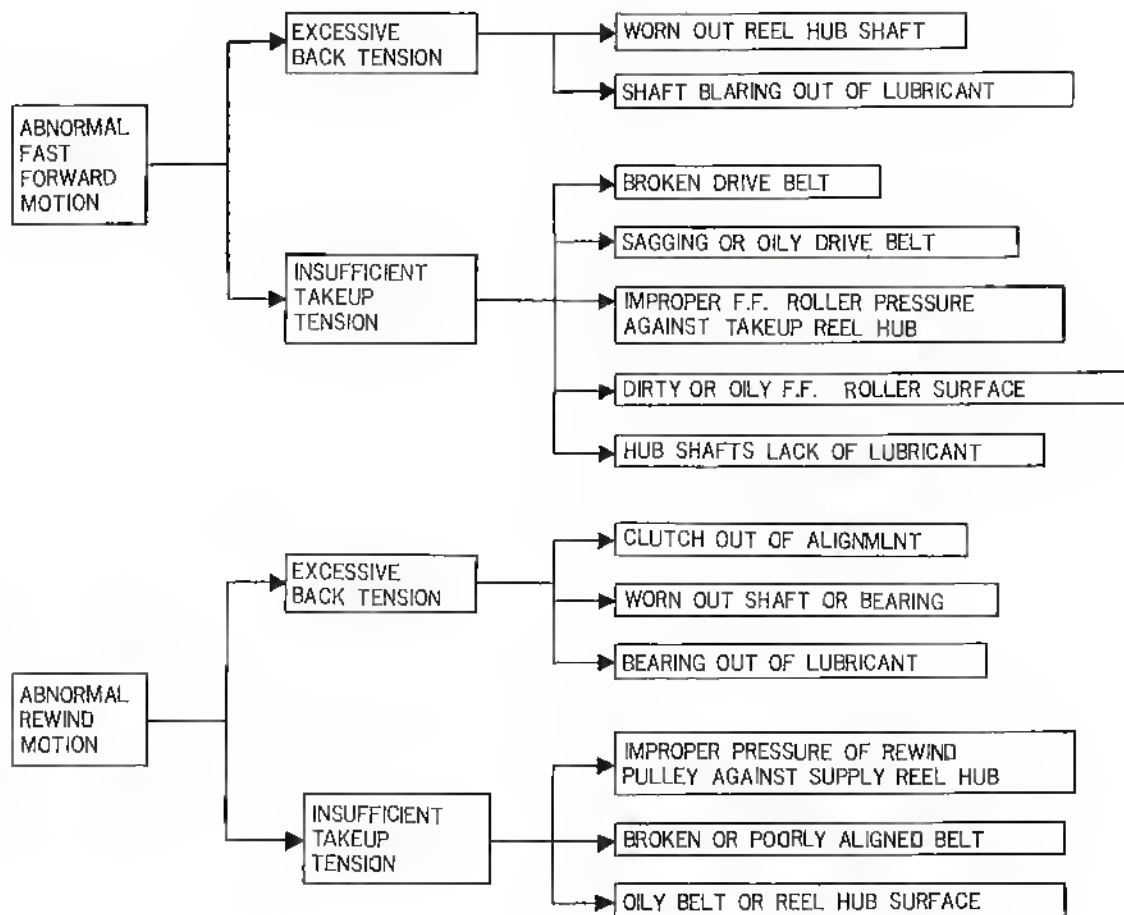 ABNORMAL
FAST
FORWARD
MOTION
EXCESSIVE
BACK TENSION
WORN OUT REEL HUB SHAFT
SHAFT BLARING OUT OF LUBRICANT
INSUFFICIENT
TAKEUP
TENSION
BROKEN DRIVE BELT
SAGGING OR OILY DRIVE BELT
IMPROPER F.F. ROLLER PRESSURE
AGAINST TAKEUP REEL HUB
DIRTY OR OILY F.F. ROLLER SURFACE
HUB SHAFTS LACK OF LUBRICANT
ABNORMAL
REWIND
MOTION
EXCESSIVE
BACK TENSION
CLUTCH OUT OF ALIGNMLNT
WORN OUT SHAFT OR BEARING
BEARING OUT OF LUBRICANT
INSUFFICIENT
TAKEUP
TENSION
IMPROPER PRESSURE OF REWIND
PULLEY AGAINST SUPPLY REEL HUB
BROKEN OR POORLY ALIGNED BELT
OILY BELT OR REEL HUB SURFACE